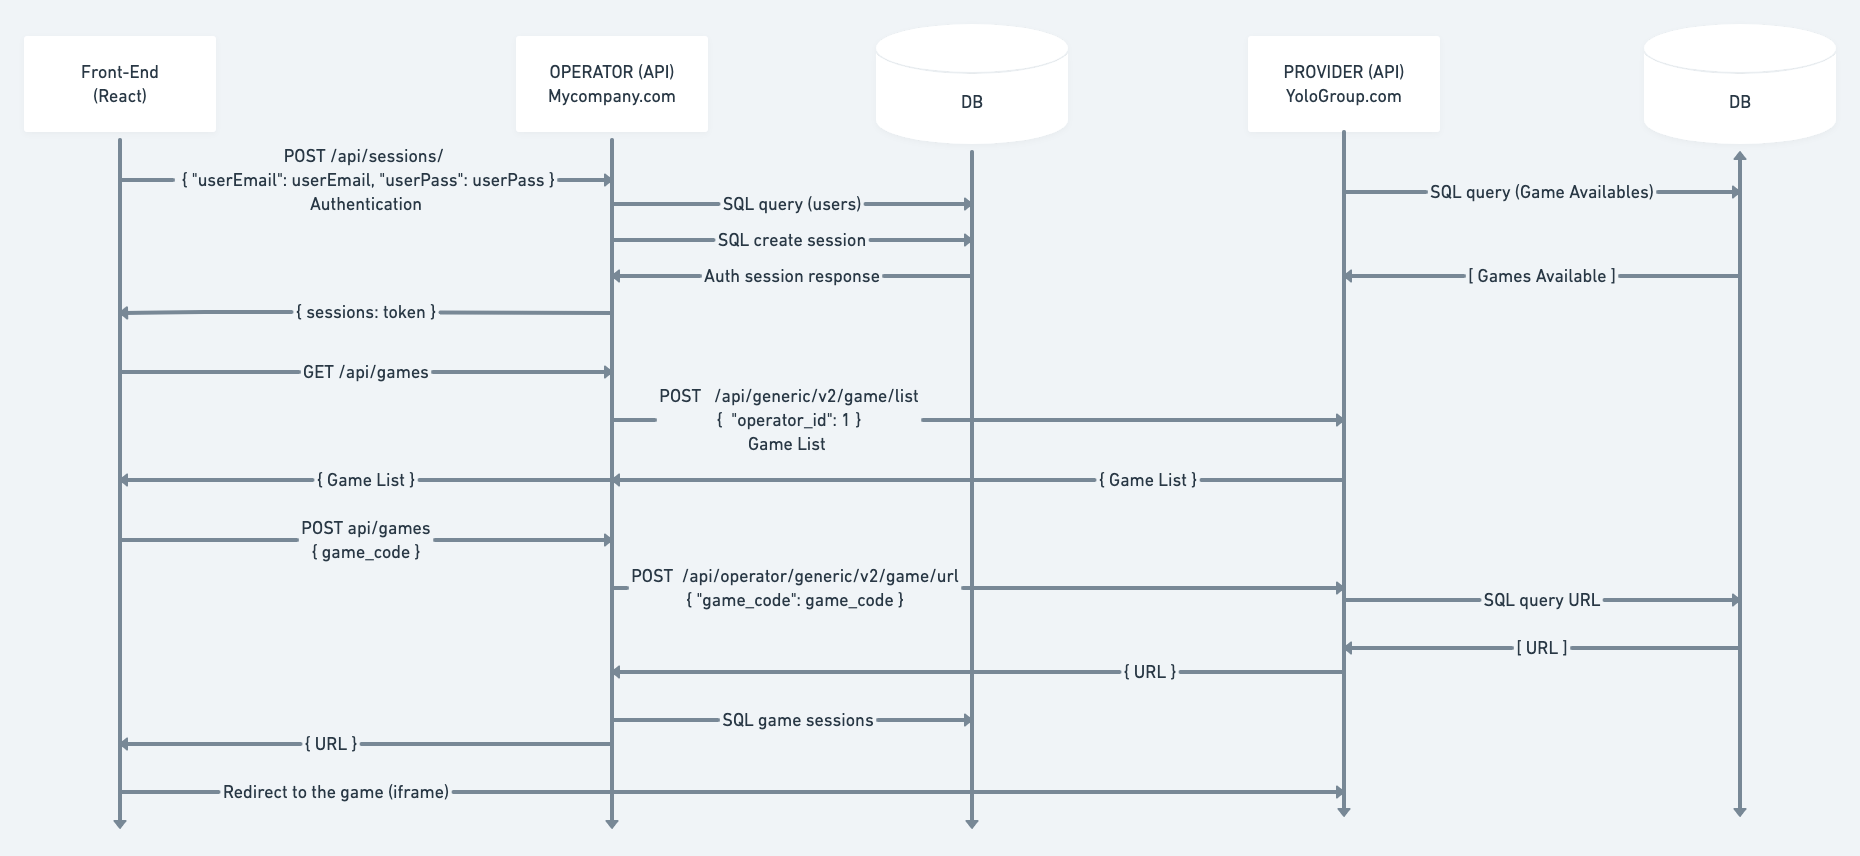 Front-End
(React)
OPERATOR (API)
Mycompany.com
DB
PROVIDER (API)
YoloGroup.com
DB
POST /api/sessions/
{ "userEmail": userEmail, "userPass": userPass }
Authentication
SQL query (users)
SQL query (Game Availables)
SQL create session
Auth session response
[ Games Available ]
{ sessions: token }
GET /api/games
POST /api/generic/v2/game/list
{ "operator_id": 1 }
Game List
{ Game List }
{ Game List }
POST api/games
{ game_code }
POST /api/operator/generic/v2/game/url
{ "game_code": game_code }
SQL query URL
[ URL ]
{ URL }
SQL game sessions
{ URL }
Redirect to the game (iframe)